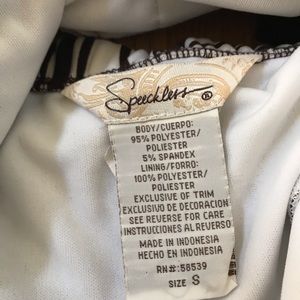 Speechless ®
BODY/CUERPO:
95% POLYESTER/
POLIESTER
5% SPANDEX
LINING/FORRO:
100% POLYESTER/
POLIESTER
EXCLUSIVE OF TRIM
EXCLUSIVO DE DECORACION
SEE REVERSE FOR CARE
INSTRUCCIONES AL REVERSO
MADE IN INDONESIA
HECHO EN INDONESIA
RN#:58539
SIZE S